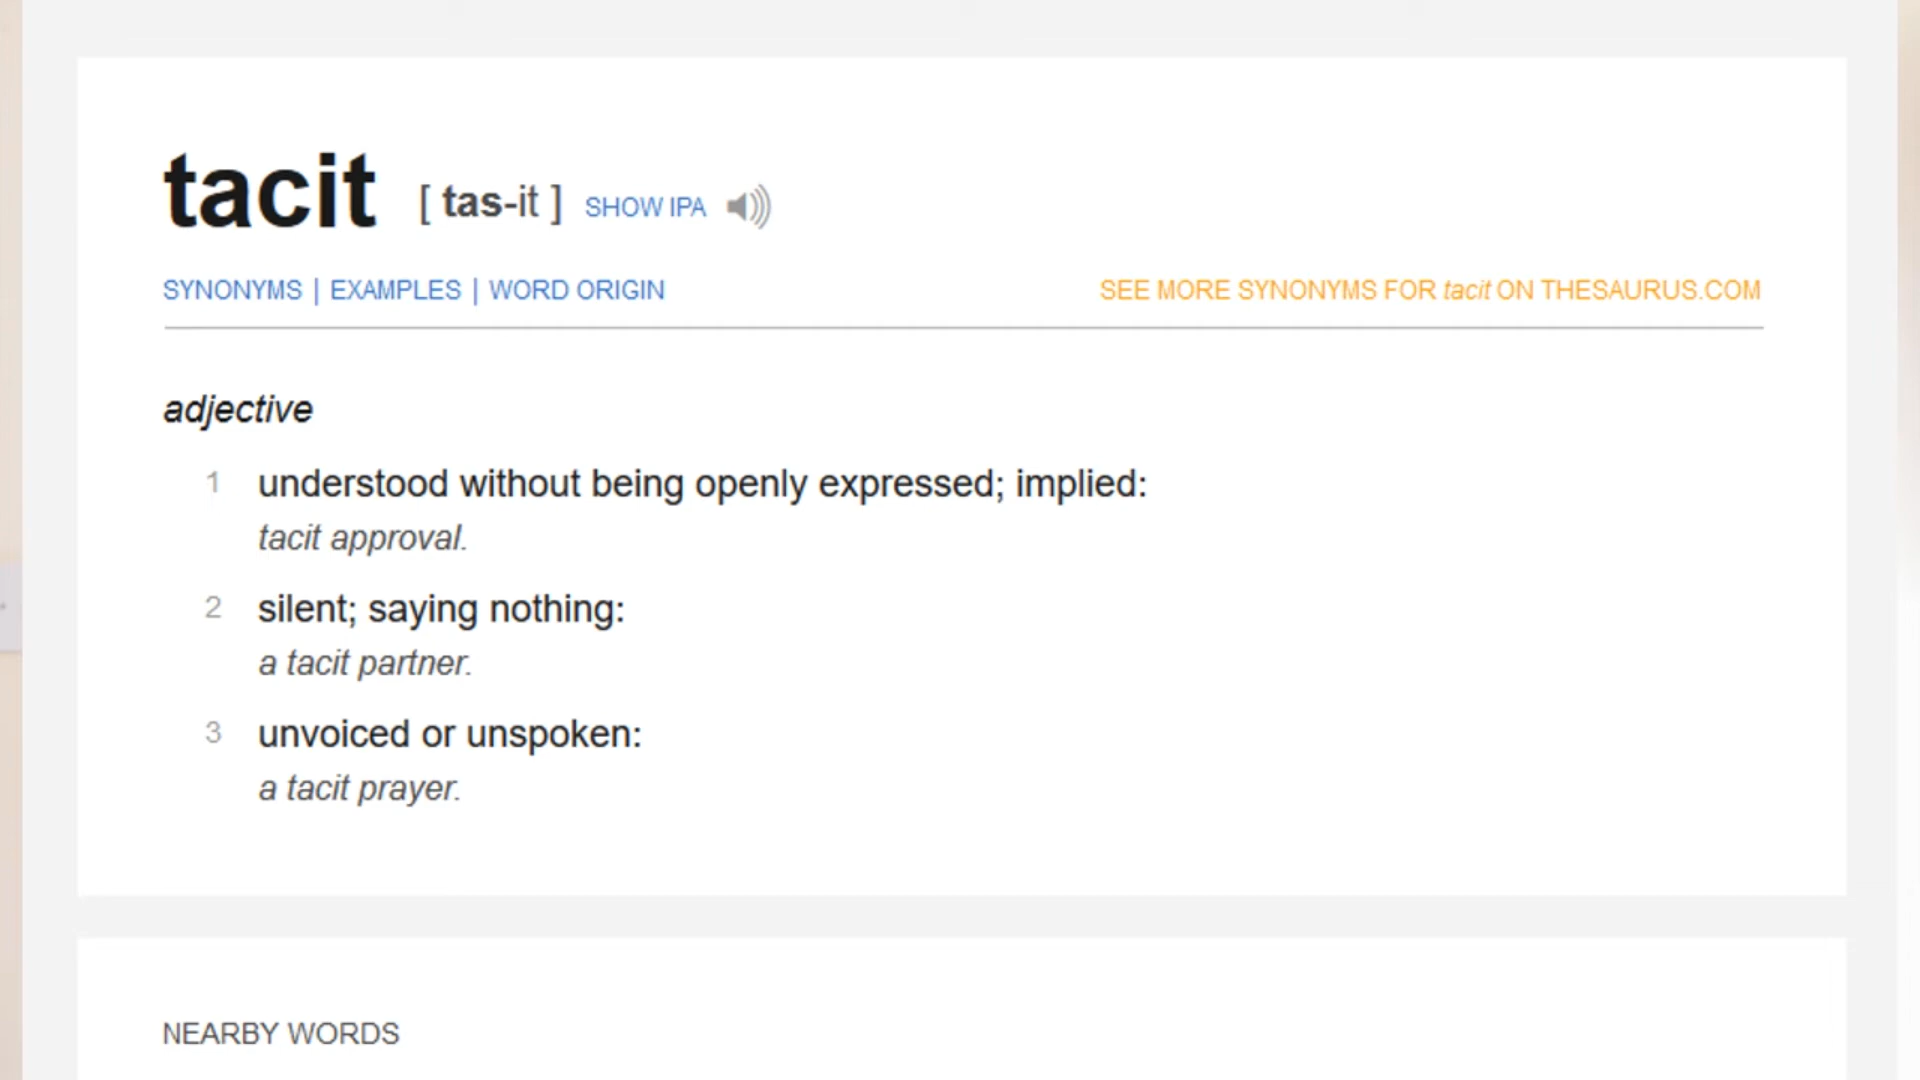 tacit [ tas-it ] SHOW IPA
SYNONYMS | EXAMPLES | WORD ORIGIN SEE MORE SYNONYMS FOR tacit ON THESAURUS.COM
adjective
1 understood without being openly expressed; implied:
tacit approval.
2 silent; saying nothing:
a tacit partner.
3 unvoiced or unspoken:
a tacit prayer.
NEARBY WORDS